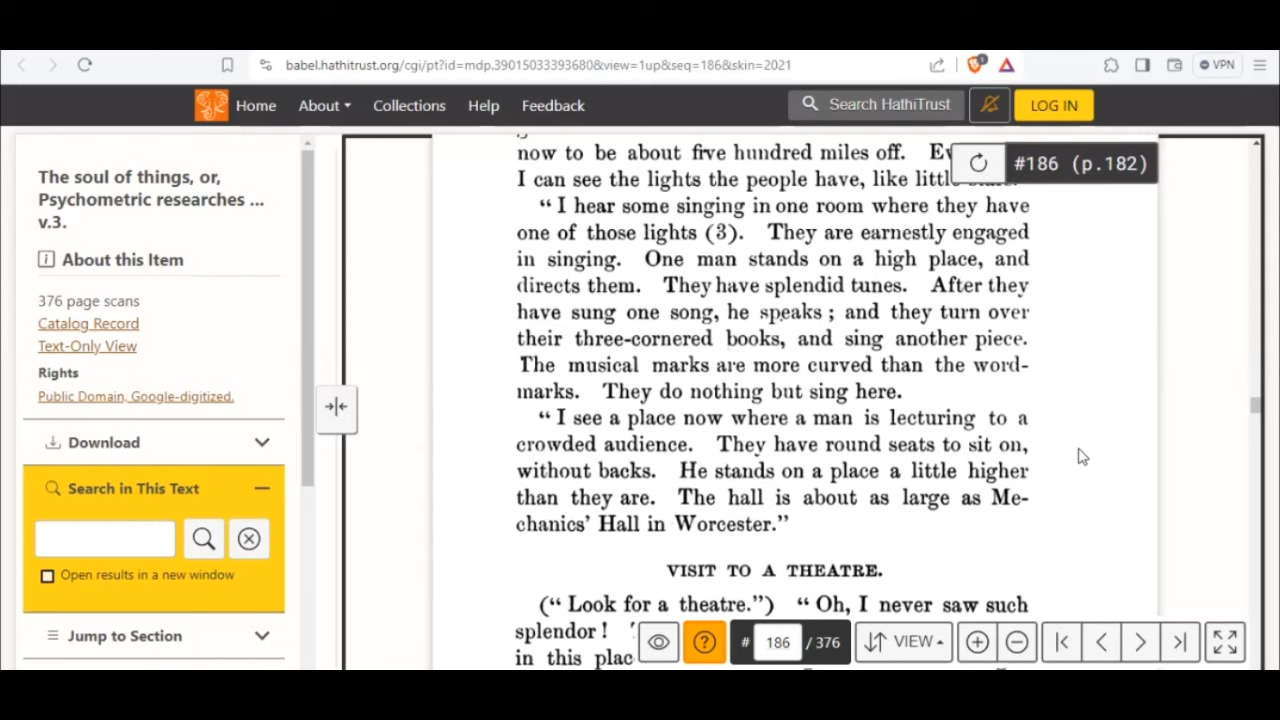 babel.hathitrust.org/cgi/pt?id=mdp.39015033393680&view=1up&seq=186&skin=2021
1
VPN
Home
About
Collections
Help
Feedback
Search HathiTrust
LOG IN
The soul of things, or,
Psychometric researches ...
v.3.
About this Item
376 page scans
Catalog Record
Text-Only View
Rights
Public Domain, Google-digitized.
Download
Search in This Text
Open results in a new window
Jump to Section
#186 (p.182)
now to be about five hundred miles off.
I can see the lights the people have, like little
“ I hear some singing in one room where they have
one of those lights (3). They are earnestly engaged
in singing. One man stands on a high place, and
directs them. They have splendid tunes. After they
have sung one song, he speaks ; and they turn over
their three-cornered books, and sing another piece.
The musical marks are more curved than the word-
marks. They do nothing but sing here.
“ I see a place now where a man is lecturing to a
crowded audience. They have round seats to sit on,
without backs. He stands on a place a little higher
than they are. The hall is about as large as Me-
chanics’ Hall in Worcester.”
VISIT TO A THEATRE.
(“ Look for a theatre.”) “ Oh, I never saw such
splendor !
in this plac
# 186 / 376
VIEW